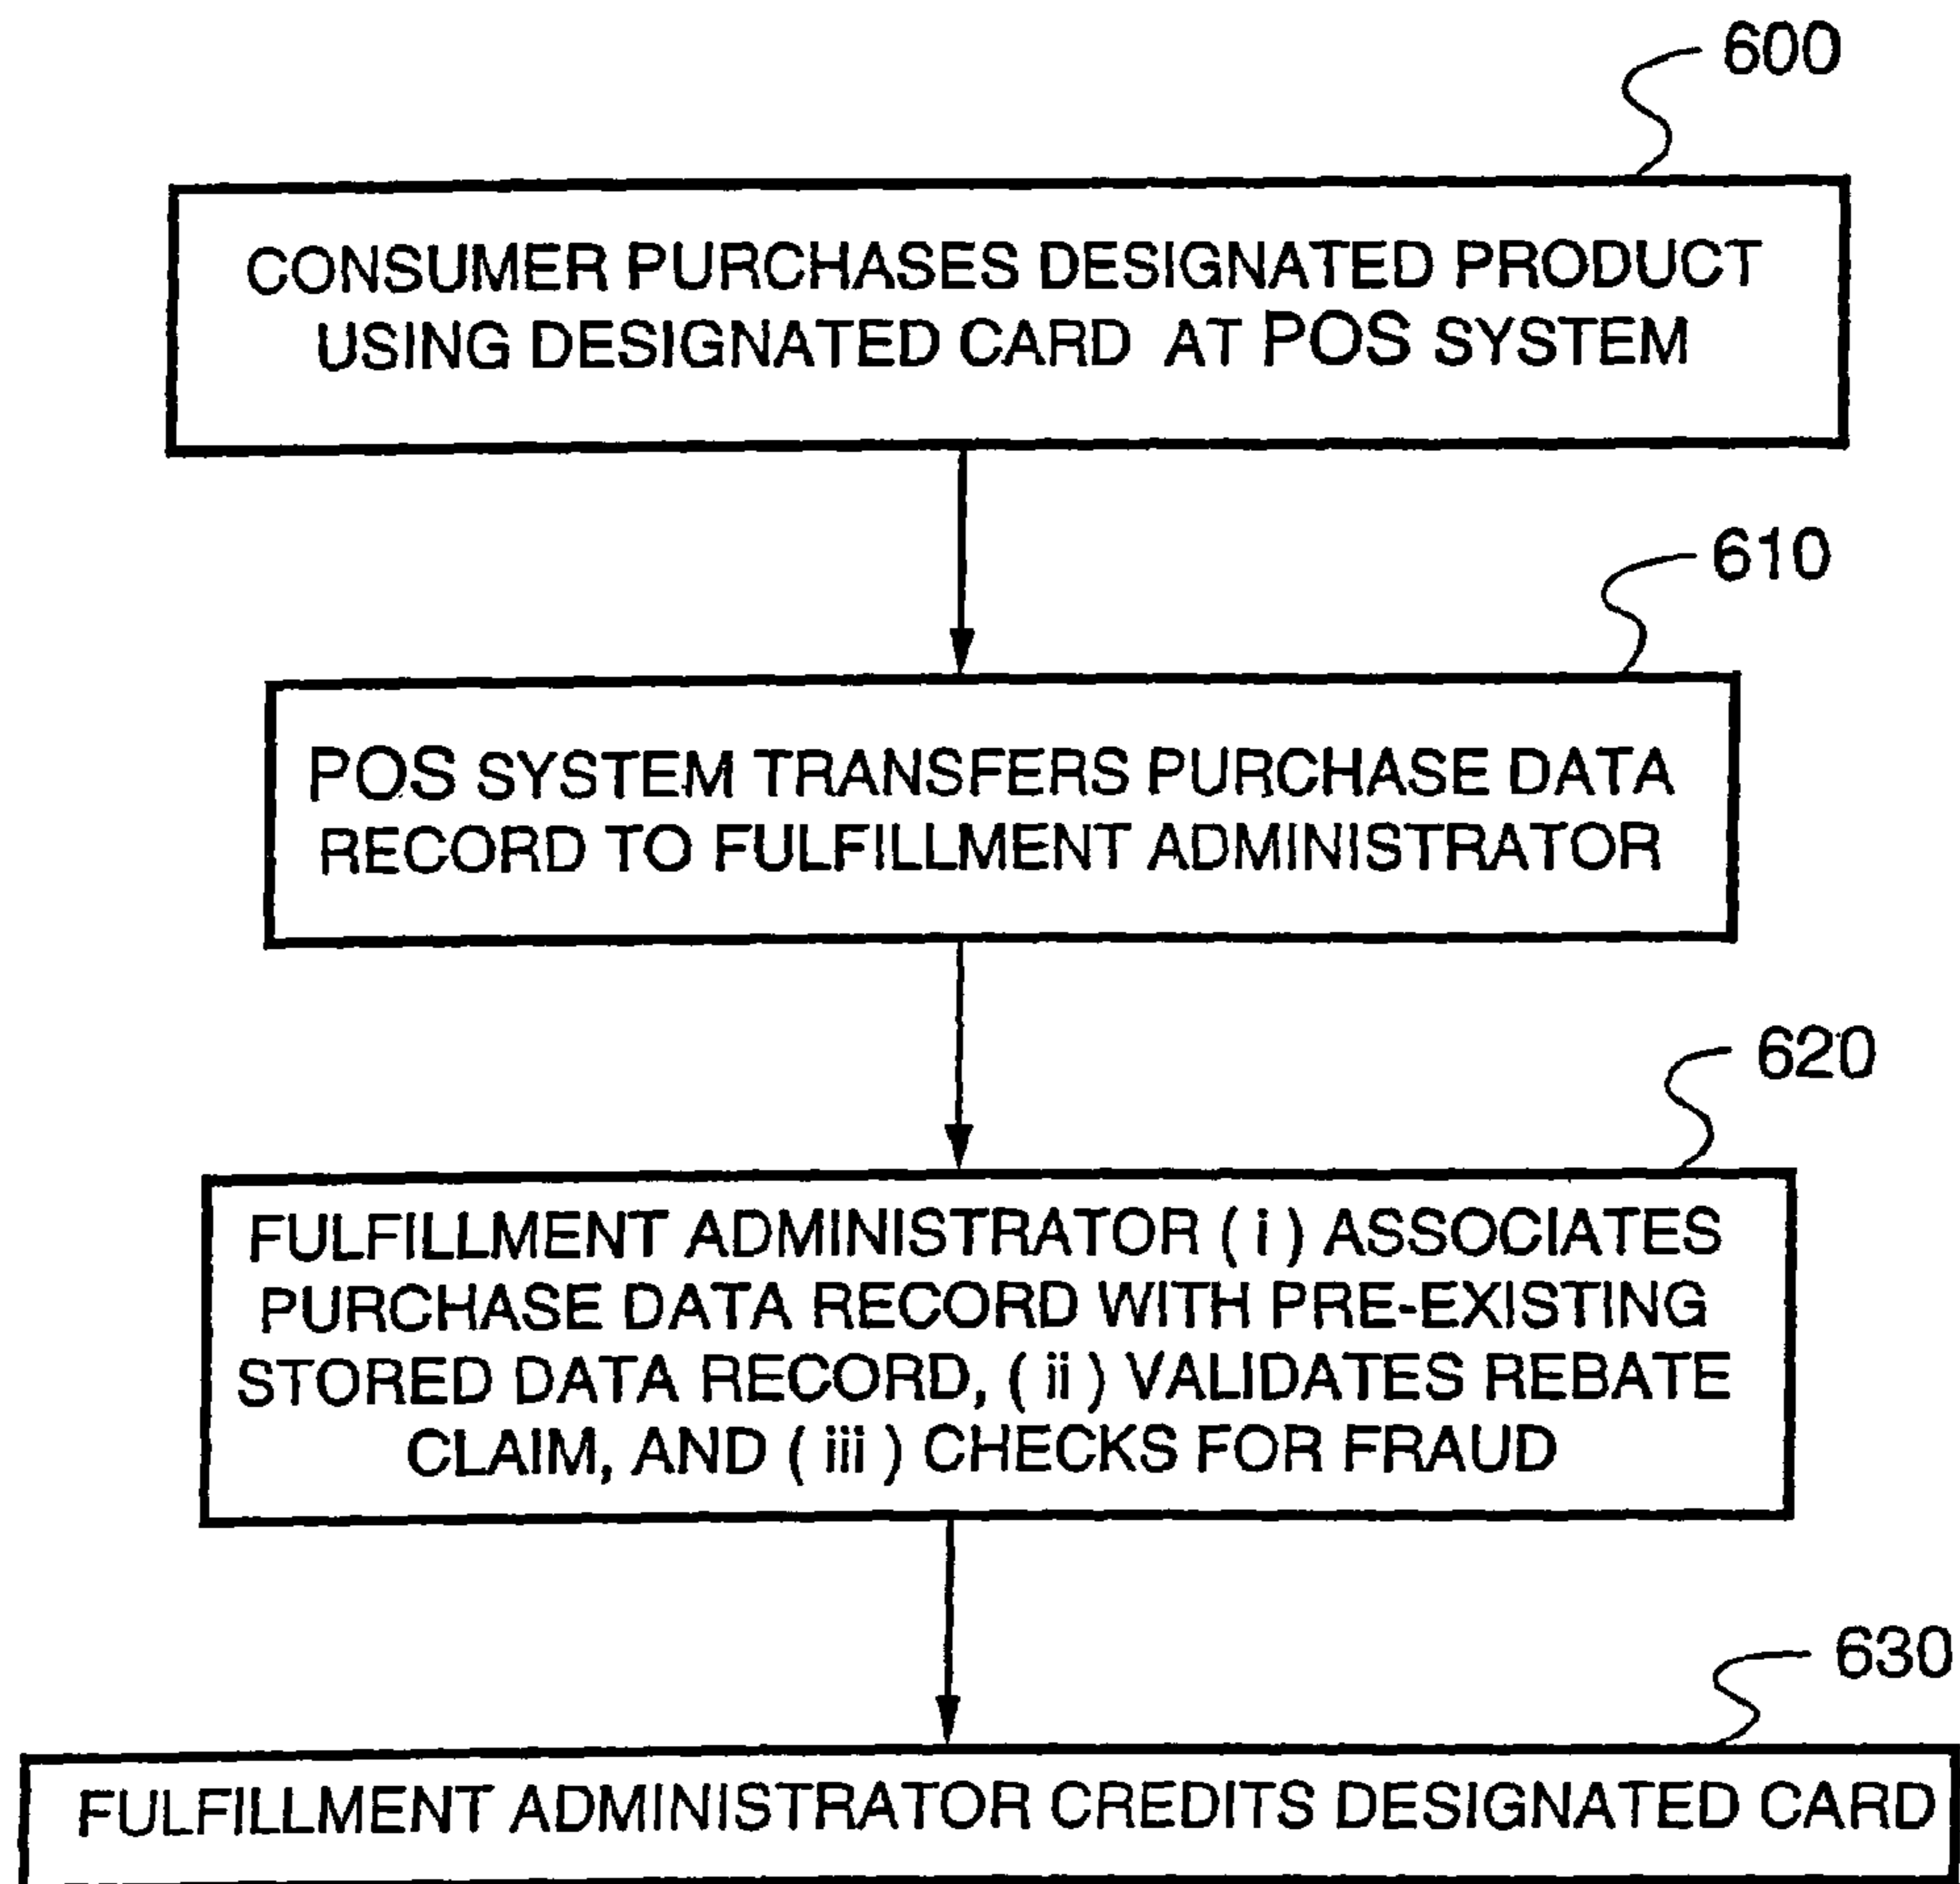 600
CONSUMER PURCHASES DESIGNATED PRODUCT
USING DESIGNATED CARD AT POS SYSTEM
610
POS SYSTEM TRANSFERS PURCHASE DATA
RECORD TO FULFILLMENT ADMINISTRATOR
620
FULFILLMENT ADMINISTRATOR ( i ) ASSOCIATES
PURCHASE DATA RECORD WITH PRE-EXISTING
STORED DATA RECORD, ( ii ) VALIDATES REBATE
CLAIM, AND ( iii ) CHECKS FOR FRAUD
630
FULFILLMENT ADMINISTRATOR CREDITS DESIGNATED CARD